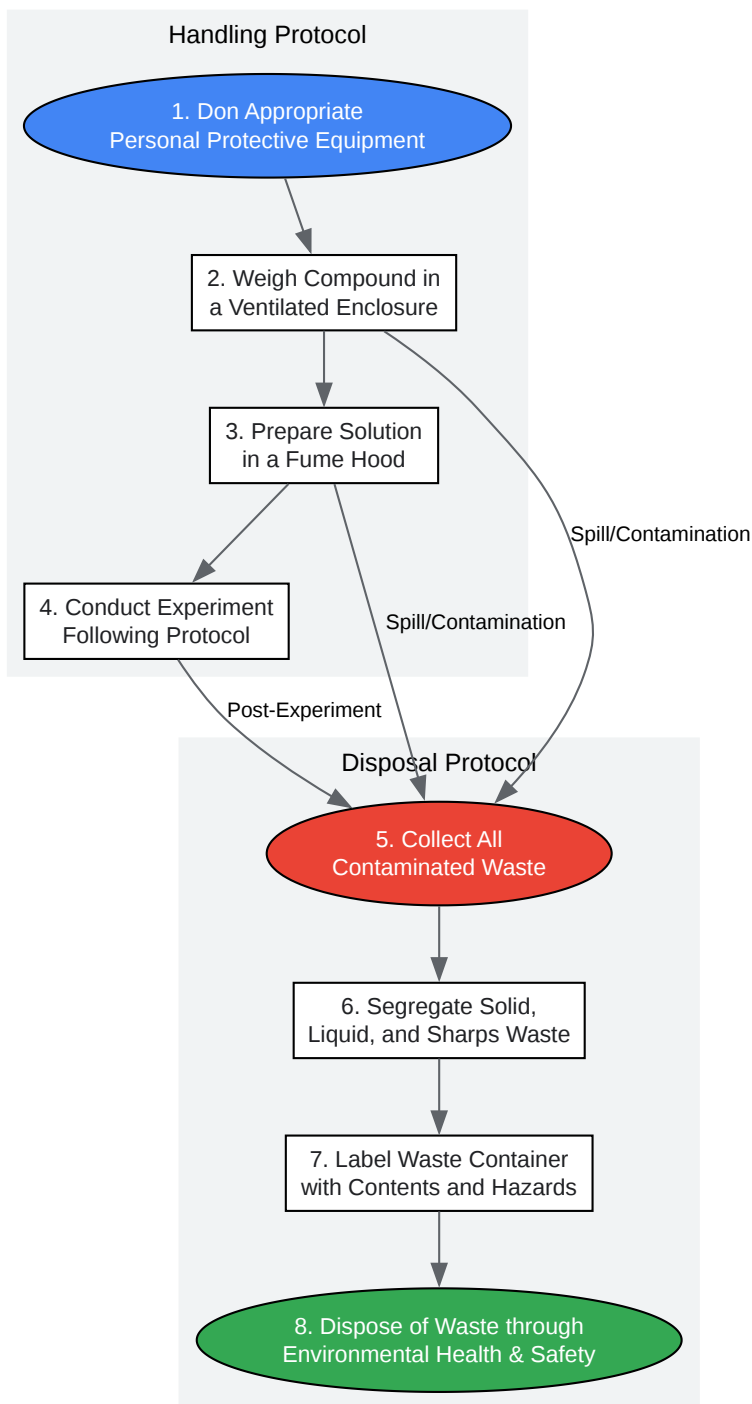 Handling Protocol
1. Don Appropriate
Personal Protective Equipment
2. Weigh Compound in
a Ventilated Enclosure
3. Prepare Solution
in a Fume Hood
Spill/Contamination
4. Conduct Experiment
Following Protocol
Spill/Contamination
Post-Experiment
Disposal Protocol
5. Collect All
Contaminated Waste
6. Segregate Solid,
Liquid, and Sharps Waste
7. Label Waste Container
with Contents and Hazards
8. Dispose of Waste through
Environmental Health & Safety